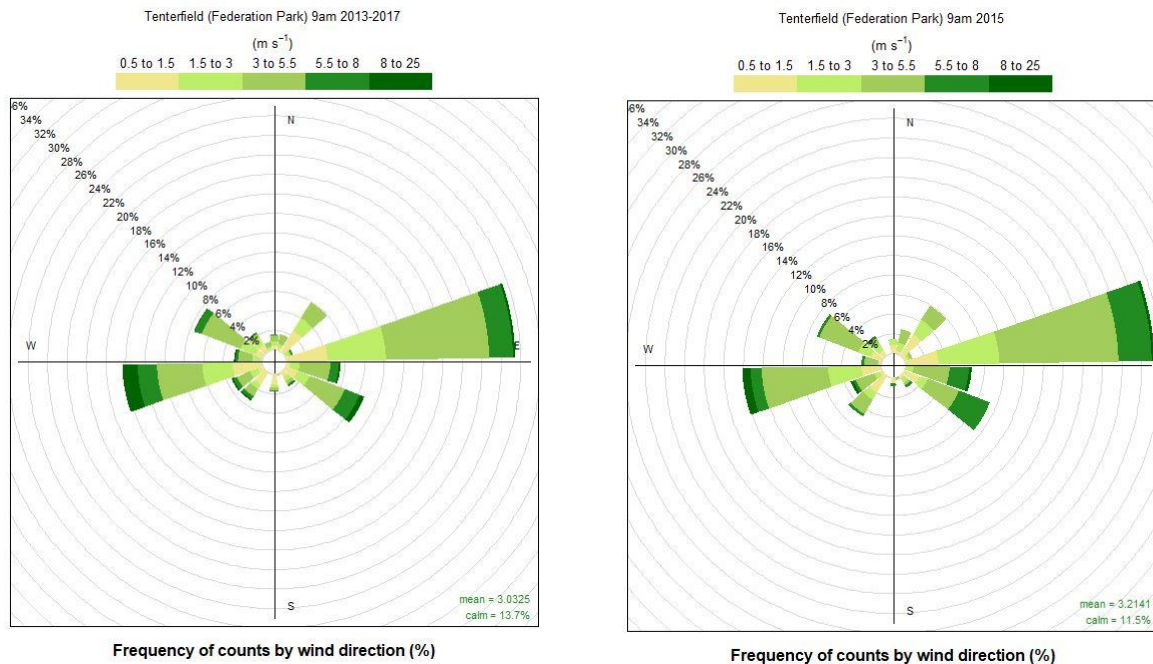 Tenterfield (Federation Park) 9am 2013-2017
(m s⁻¹)
0.5 to 1.5 1.5 to 3 3 to 5.5 5.5 to 8 8 to 25
6%
34%
32%
30%
28%
26%
24%
22%
20%
18%
16%
14%
12%
10%
8%
6%
4%
2%
N
W
E
S
mean = 3.0325
calm = 13.7%
Frequency of counts by wind direction (%)
Tenterfield (Federation Park) 9am 2015
(m s⁻¹)
0.5 to 1.5 1.5 to 3 3 to 5.5 5.5 to 8 8 to 25
6%
34%
32%
30%
28%
26%
24%
22%
20%
18%
16%
14%
12%
10%
8%
6%
4%
2%
N
W
S
mean = 3.2141
calm = 11.5%
Frequency of counts by wind direction (%)